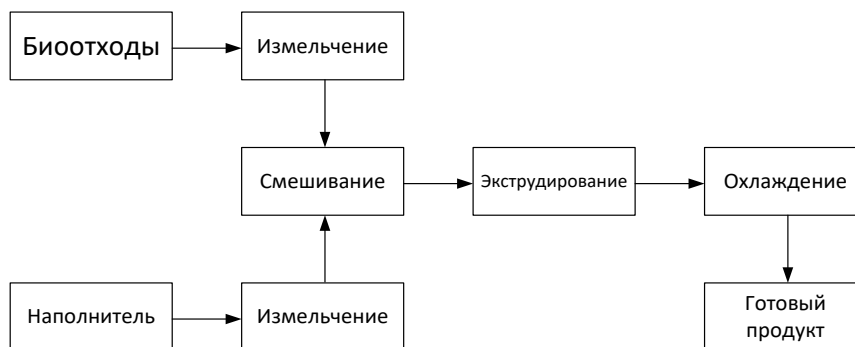 Биоотходы
Измельчение
Смешивание
Экструдирование
Охлаждение
Наполнитель
Измельчение
Готовый
продукт